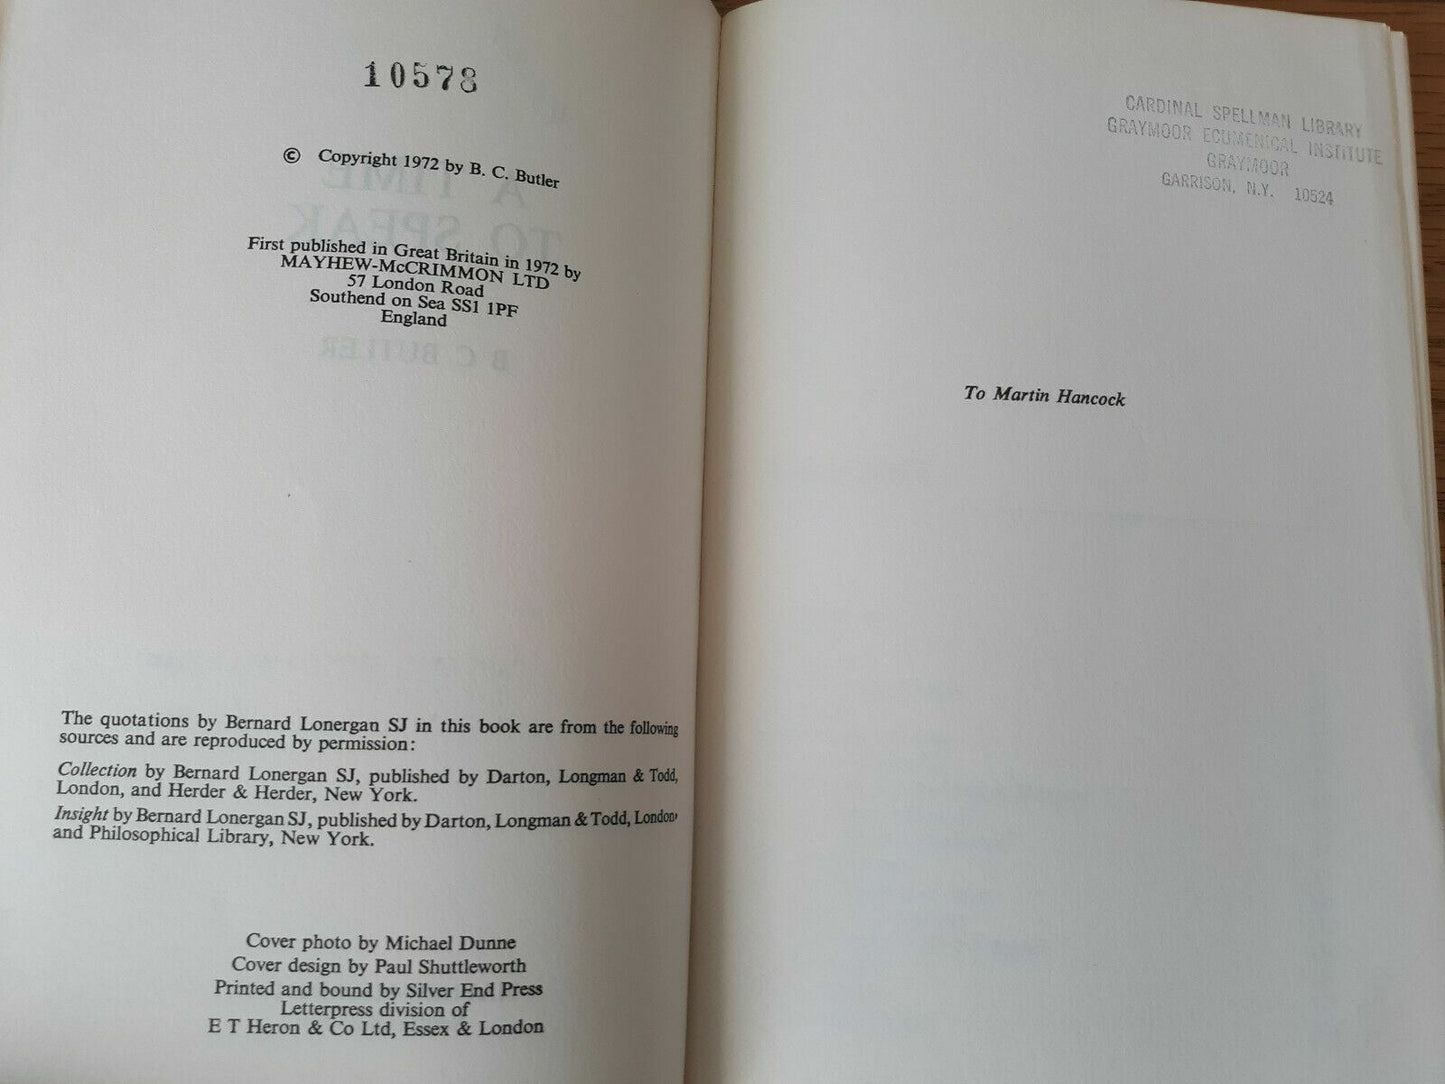 10578
© Copyright 1972 by B. C. Butler
First published in Great Britain in 1972 by
MAYHEW-McCRIMMON LTD
57 London Road
Southend on Sea SS1 1PF
England
A TIME
TO SPEAK
B C BUTLER
The quotations by Bernard Lonergan SJ in this book are from the following
sources and are reproduced by permission:
Collection by Bernard Lonergan SJ, published by Darton, Longman & Todd,
London, and Herder & Herder, New York.
Insight by Bernard Lonergan SJ, published by Darton, Longman & Todd, London,
and Philosophical Library, New York.
Cover photo by Michael Dunne
Cover design by Paul Shuttleworth
Printed and bound by Silver End Press
Letterpress division of
E T Heron & Co Ltd, Essex & London
CARDINAL SPELLMAN LIBRARY
GRAYMOOR ECUMENICAL INSTITUTE
GRAYMOOR
GARRISON, N.Y. 10524
To Martin Hancock